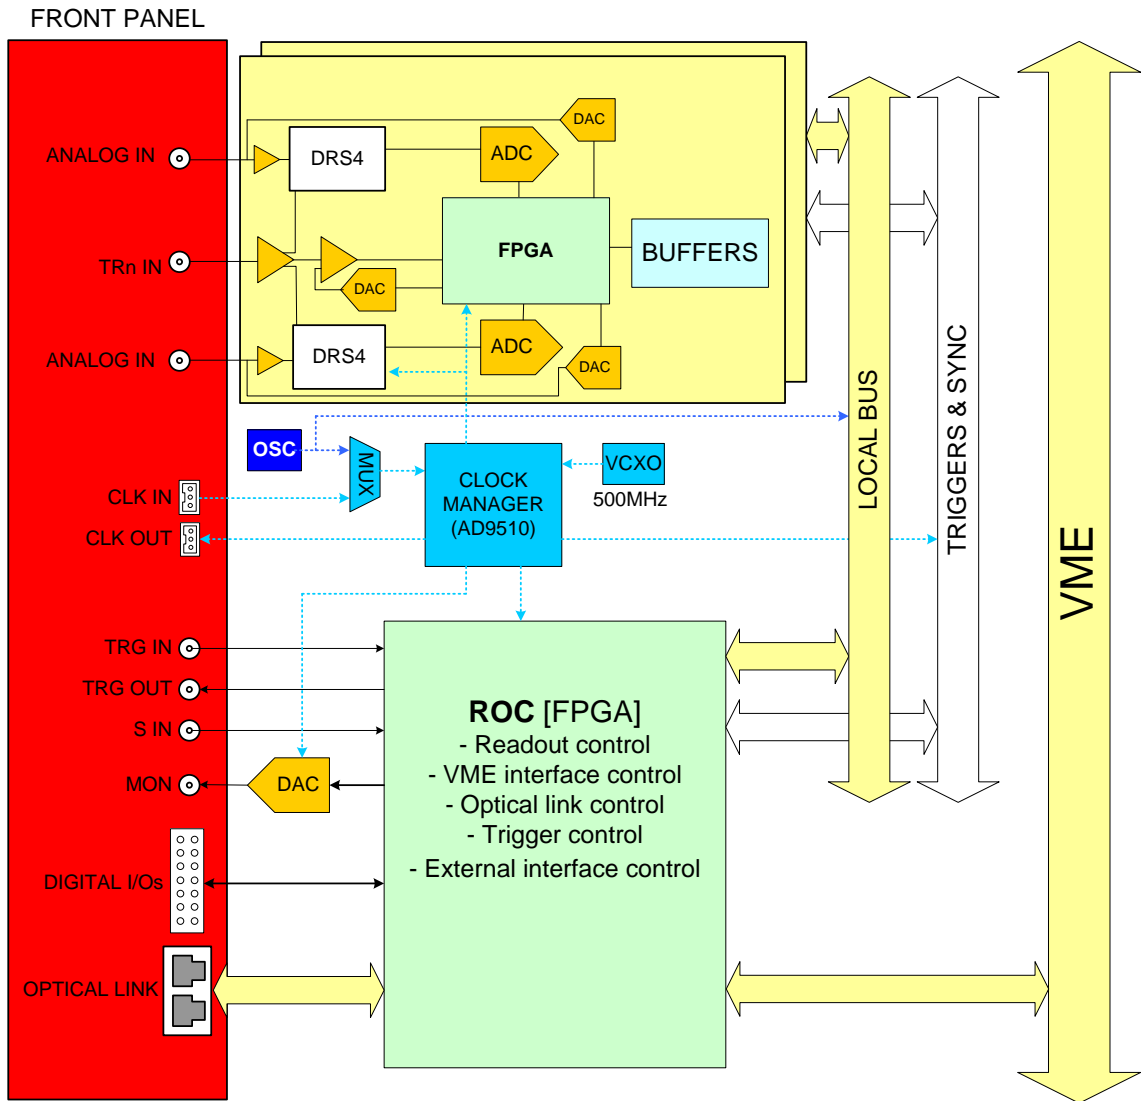 FRONT PANEL
ANALOG IN
DRS4
ADC
DAC
TRn IN
DAC
FPGA
BUFFERS
ANALOG IN
DRS4
ADC
DAC
OSC
MUX
CLOCK
MANAGER
(AD9510)
VCXO
500MHz
CLK IN
CLK OUT
LOCAL BUS
TRIGGERS & SYNC
VME
TRG IN
TRG OUT
S IN
MON
DAC
DIGITAL I/Os
OPTICAL LINK
ROC [FPGA]
- Readout control
- VME interface control
- Optical link control
- Trigger control
- External interface control